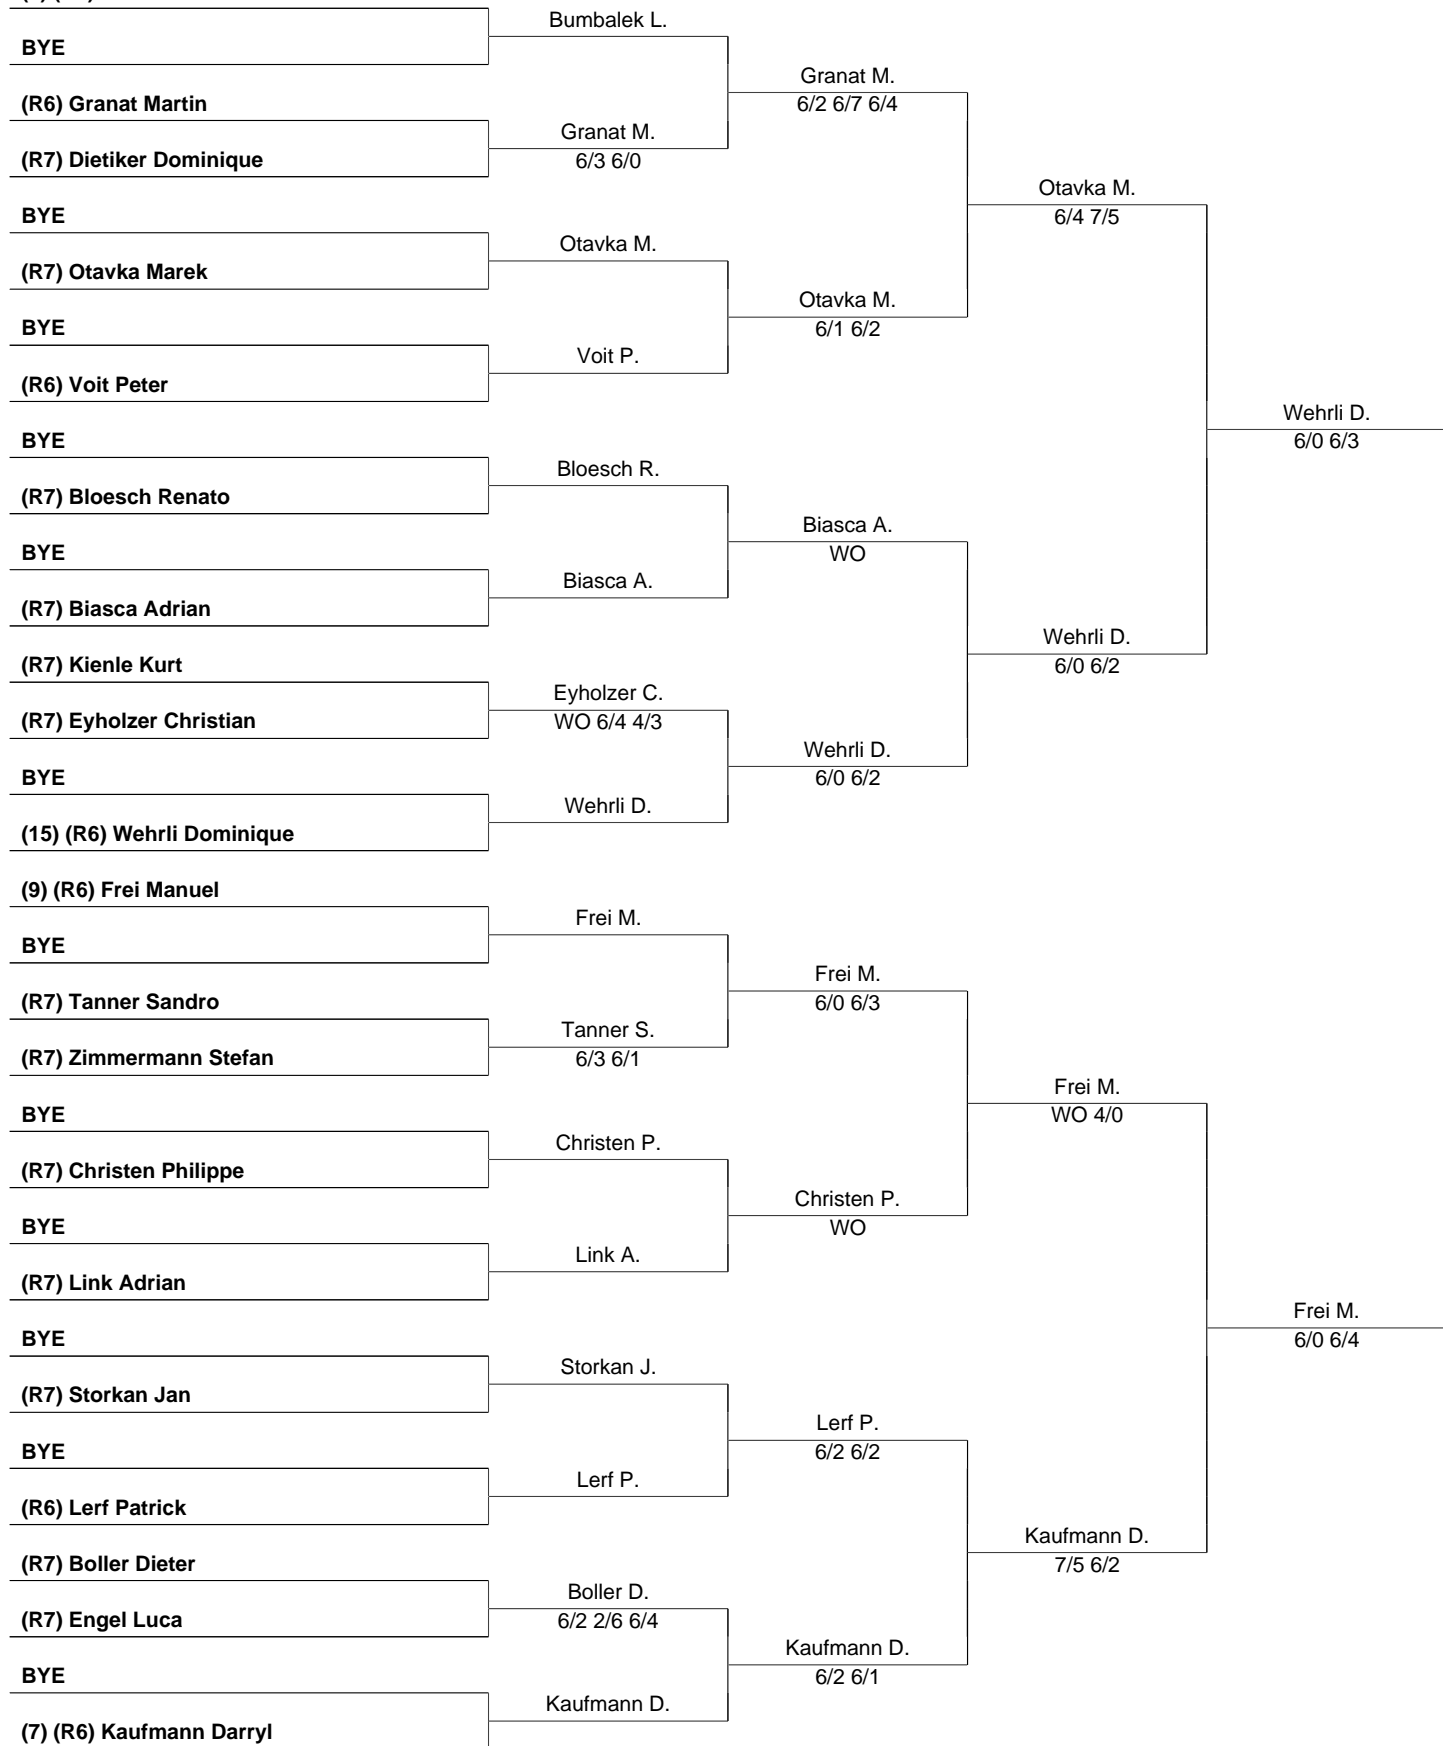 Bumbalek L.
BYE
Granat M.
(R6) Granat Martin
6/2 6/7 6/4
Granat M.
(R7) Dietiker Dominique
6/3 6/0
Otavka M.
BYE
6/4 7/5
Otavka M.
(R7) Otavka Marek
Otavka M.
BYE
6/1 6/2
Voit P.
(R6) Voit Peter
Wehrli D.
BYE
6/0 6/3
Bloesch R.
(R7) Bloesch Renato
Biasca A.
BYE
WO
Biasca A.
(R7) Biasca Adrian
Wehrli D.
(R7) Kienle Kurt
6/0 6/2
Eyholzer C.
(R7) Eyholzer Christian
WO 6/4 4/3
Wehrli D.
BYE
6/0 6/2
Wehrli D.
(15) (R6) Wehrli Dominique
(9) (R6) Frei Manuel
Frei M.
BYE
Frei M.
(R7) Tanner Sandro
6/0 6/3
Tanner S.
(R7) Zimmermann Stefan
6/3 6/1
Frei M.
BYE
WO 4/0
Christen P.
(R7) Christen Philippe
Christen P.
BYE
WO
Link A.
(R7) Link Adrian
Frei M.
BYE
6/0 6/4
Storkan J.
(R7) Storkan Jan
Lerf P.
BYE
6/2 6/2
Lerf P.
(R6) Lerf Patrick
Kaufmann D.
(R7) Boller Dieter
7/5 6/2
Boller D.
(R7) Engel Luca
6/2 2/6 6/4
Kaufmann D.
BYE
6/2 6/1
Kaufmann D.
(7) (R6) Kaufmann Darryl